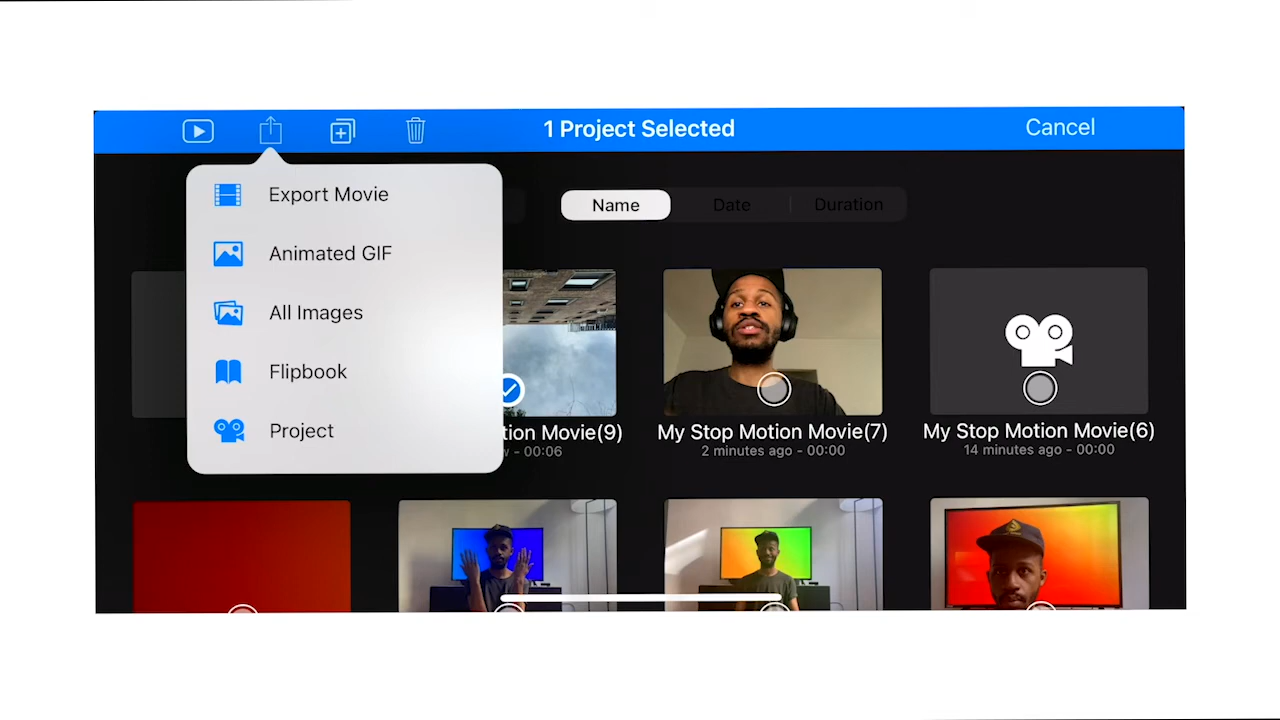 1 Project Selected
Cancel
Export Movie
Animated GIF
All Images
Flipbook
Project
Name
Date
Duration
tion Movie(9)
- 00:06
My Stop Motion Movie(7)
2 minutes ago - 00:00
My Stop Motion Movie(6)
14 minutes ago - 00:00